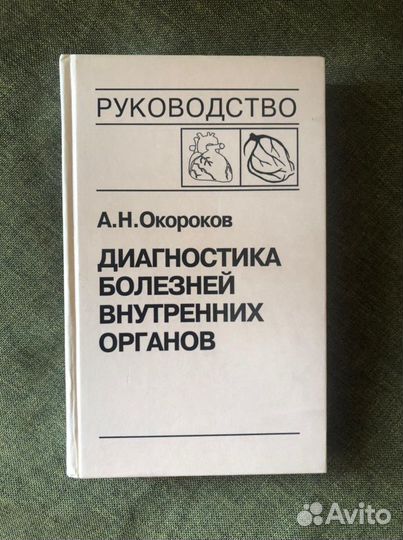 РУКОВОДСТВО
А.Н.Окороков
ДИАГНОСТИКА
БОЛЕЗНЕЙ
ВНУТРЕННИХ
ОРГАНОВ
Avito